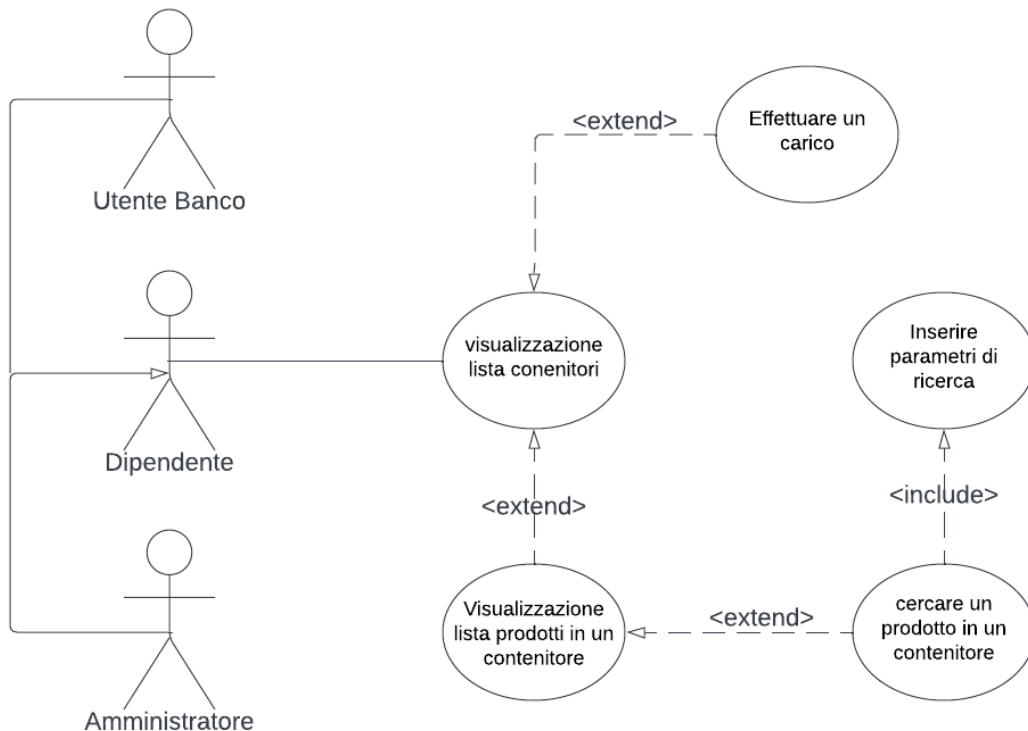 Utente Banco
<extend>
Effettuare un
carico
Dipendente
visualizzazione
lista conenitori
Inserire
parametri di
ricerca
<extend>
<include>
Amministratore
Visualizzazione
lista prodotti in un
contenitore
<extend>
cercare un
prodotto in un
contenitore